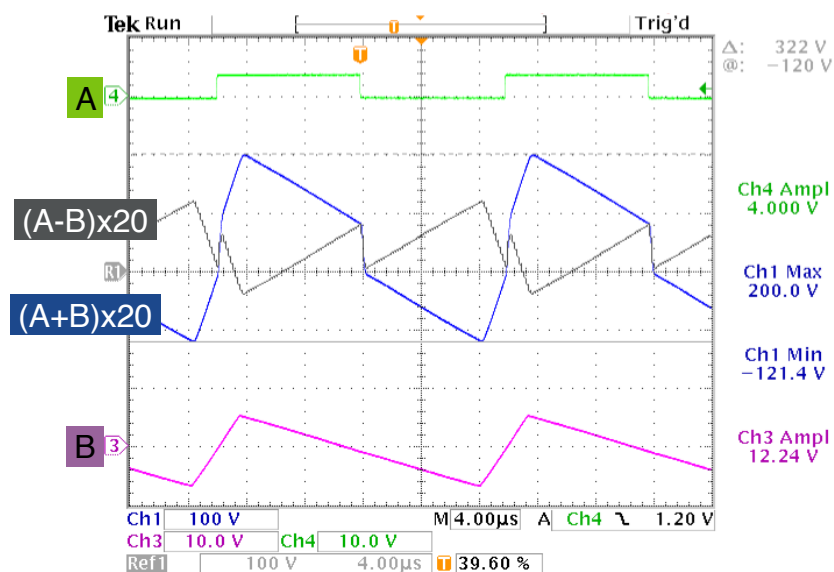 Tek Run Trig'd
T
T
Δ: 322 V
@: −120 V
A 4
Ch4 Ampl
4.000 V
(A-B)x20
R1
Ch1 Max
200.0 V
(A+B)x20
Ch1 Min
−121.4 V
B 3
Ch3 Ampl
12.24 V
Ch1 100 V M 4.00µs A Ch4 1.20 V
Ch3 10.0 V Ch4 10.0 V
Ref1 100 V 4.00µs T 39.60 %